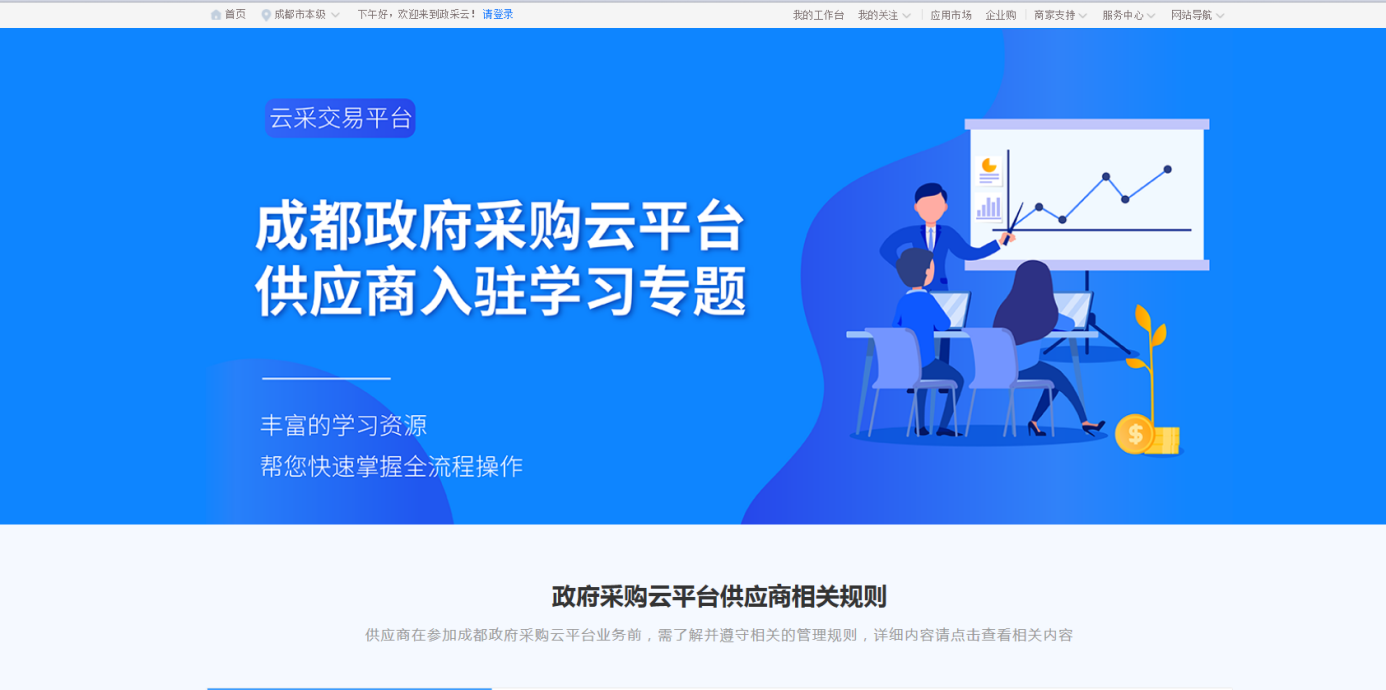 首页 成都市本级 下午好，欢迎来到政采云！ 请登录 我的工作台 我的关注 应用市场 企业购 商家支持 服务中心 网站导航
云采交易平台
成都政府采购云平台
供应商入驻学习专题
丰富的学习资源
帮您快速掌握全流程操作
$
政府采购云平台供应商相关规则
供应商在参加成都政府采购云平台业务前，需了解并遵守相关的管理规则，详细内容请点击查看相关内容